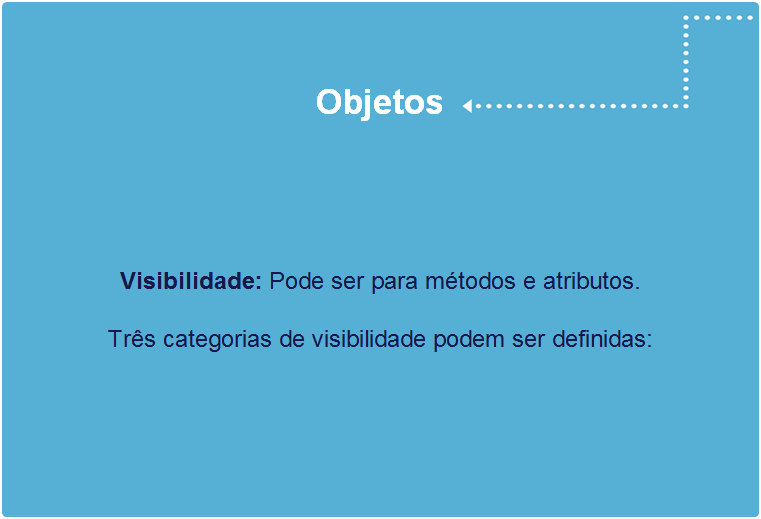 Objetos
Visibilidade: Pode ser para métodos e atributos.
Três categorias de visibilidade podem ser definidas: